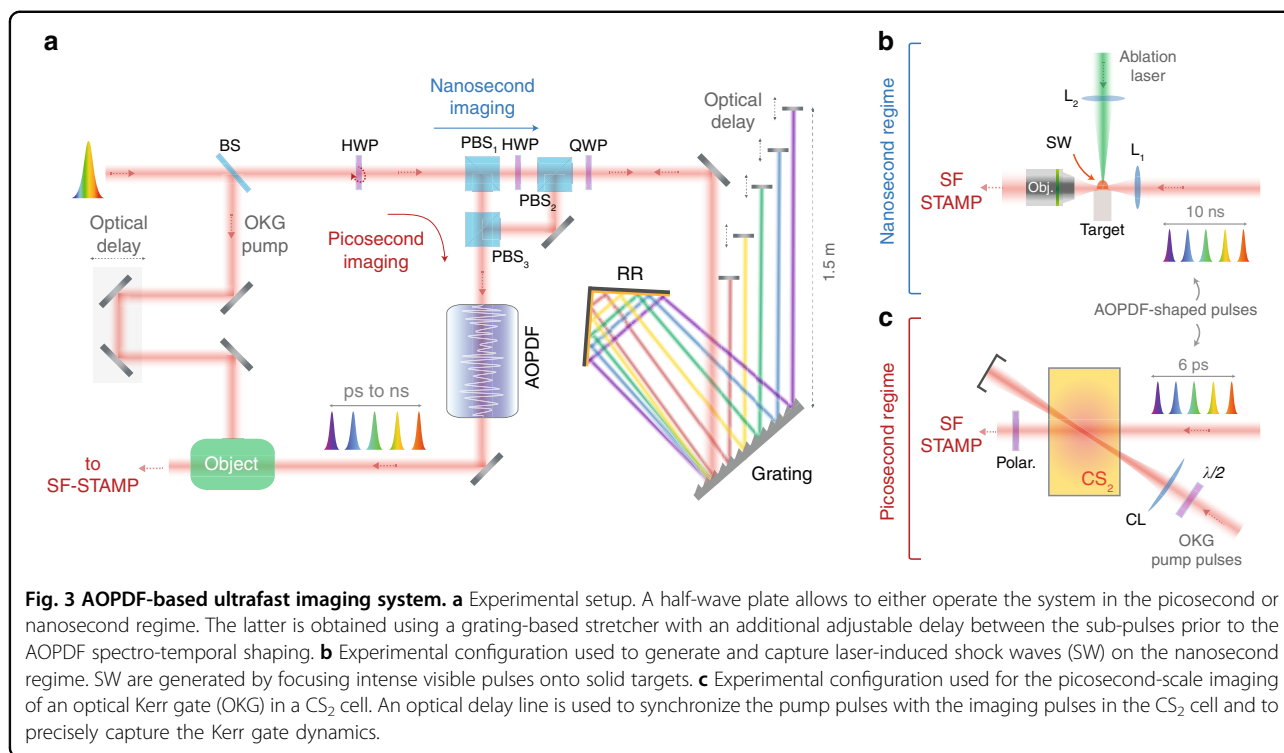 a
Nanosecond
imaging
BS
HWP
PBS1 HWP
QWP
PBS2
PBS3
Optical
delay
OKG
pump
Optical
delay
Picosecond
imaging
1.5 m
RR
AOPDF
ps to ns
Grating
Object
to
SF-STAMP
b
Nanosecond regime
Ablation
laser
L2
SW
L1
SF
STAMP
Obj.
Target
10 ns
AOPDF-shaped pulses
c
Picosecond regime
6 ps
SF
STAMP
Polar.
CS2
λ/2
CL
OKG
pump pulses
Fig. 3 AOPDF-based ultrafast imaging system. a Experimental setup. A half-wave plate allows to either operate the system in the picosecond or
nanosecond regime. The latter is obtained using a grating-based stretcher with an additional adjustable delay between the sub-pulses prior to the
AOPDF spectro-temporal shaping. b Experimental configuration used to generate and capture laser-induced shock waves (SW) on the nanosecond
regime. SW are generated by focusing intense visible pulses onto solid targets. c Experimental configuration used for the picosecond-scale imaging
of an optical Kerr gate (OKG) in a CS2 cell. An optical delay line is used to synchronize the pump pulses with the imaging pulses in the CS2 cell and to
precisely capture the Kerr gate dynamics.